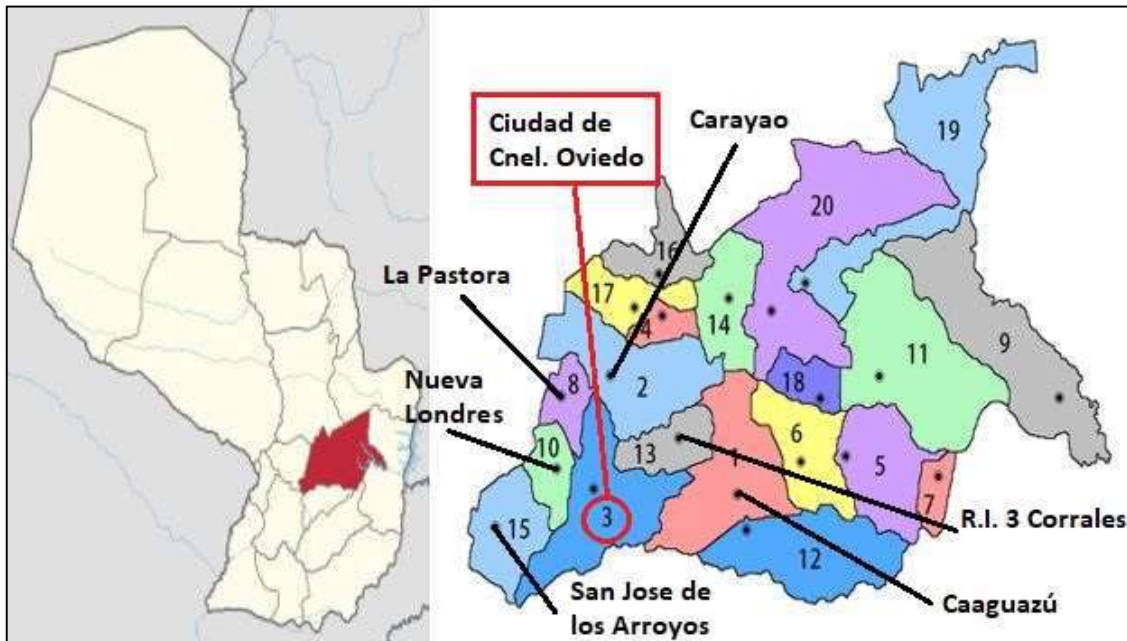 Ciudad de
Cnel. Oviedo
Carayao
La Pastora
Nueva
Londres
San Jose de
los Arroyos
R.I. 3 Corrales
Caaguazú
19
20
16
17
4
14
9
11
8
2
18
10
13
1
6
5
7
3
15
12